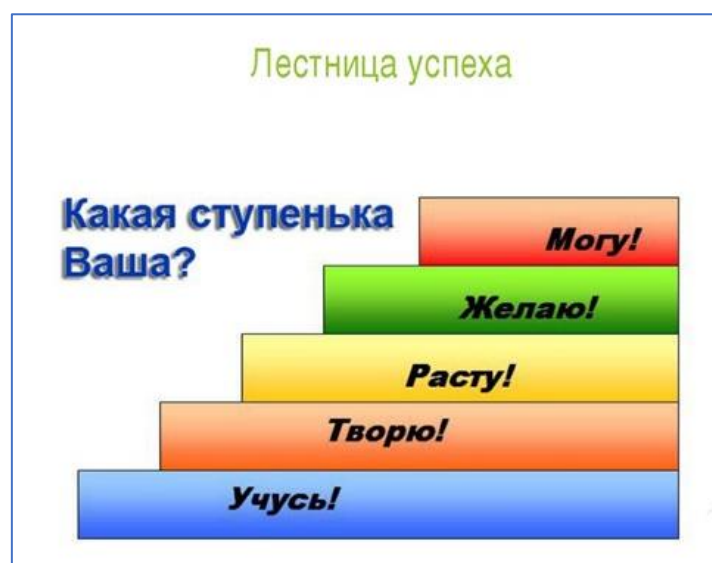 Лестница успеха
Какая ступенька
Ваша?
Могу!
Желаю!
Расту!
Творю!
Учусь!